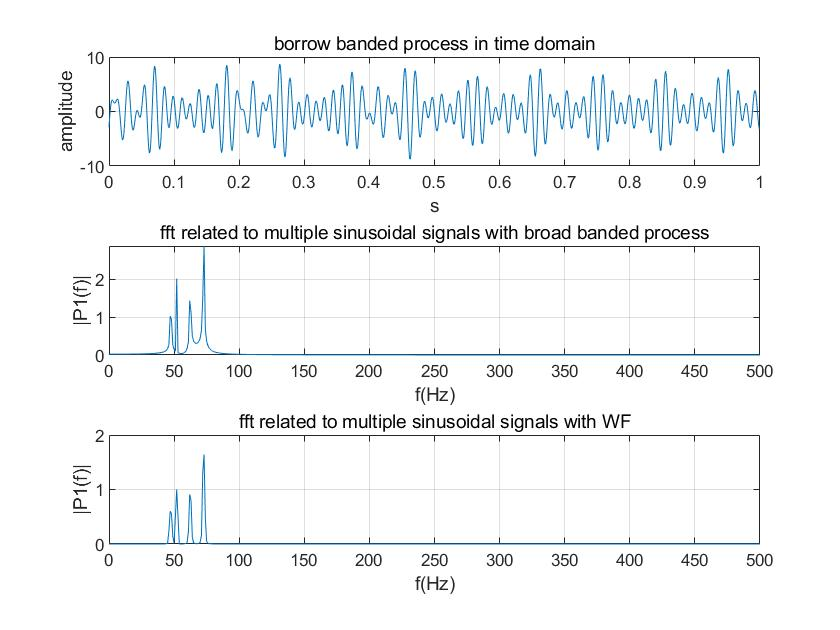 borrow banded process in time domain
10
0
-10
amplitude
0 0.1 0.2 0.3 0.4 0.5 0.6 0.7 0.8 0.9 1
s
fft related to multiple sinusoidal signals with broad banded process
2
1
0
|P1(f)|
0 50 100 150 200 250 300 350 400 450 500
f(Hz)
fft related to multiple sinusoidal signals with WF
2
1
0
|P1(f)|
0 50 100 150 200 250 300 350 400 450 500
f(Hz)